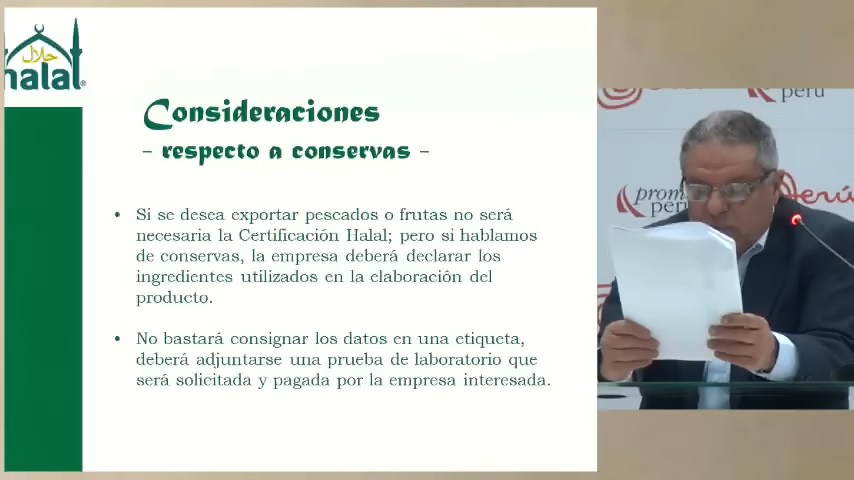 حلال
halal®
Consideraciones
– respecto a conservas –
• Si se desea exportar pescados o frutas no será
necesaria la Certificación Halal; pero si hablamos
de conservas, la empresa deberá declarar los
ingredientes utilizados en la elaboración del
producto.
• No bastará consignar los datos en una etiqueta,
deberá adjuntarse una prueba de laboratorio que
será solicitada y pagada por la empresa interesada.
perú
prom
perú
Perú